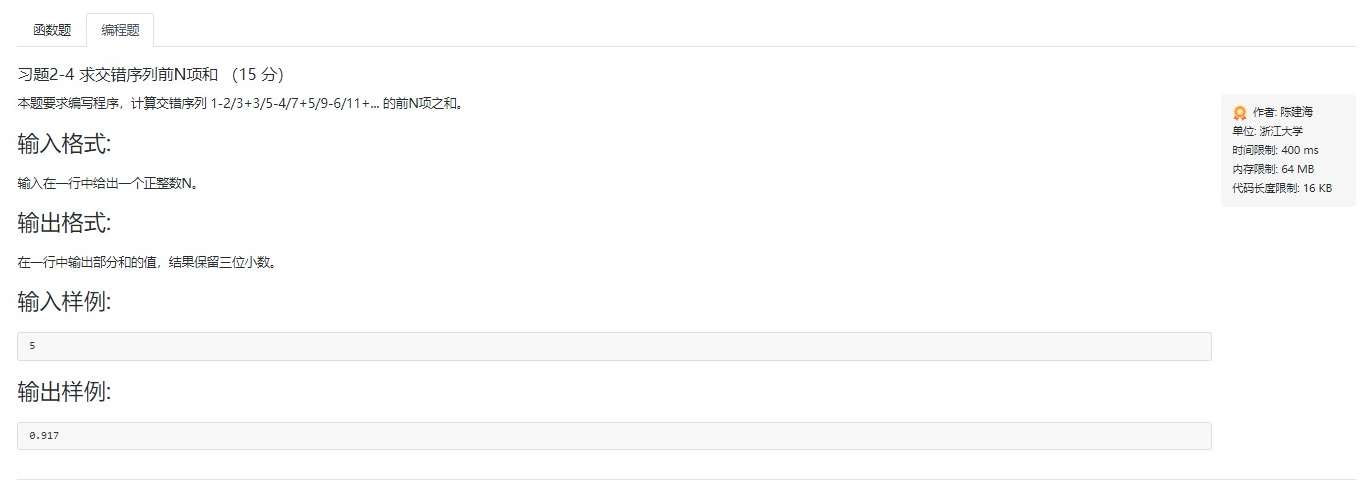 函数题
编程题
习题2-4 求交错序列前N项和 （15 分）
本题要求编写程序，计算交错序列 1-2/3+3/5-4/7+5/9-6/11+... 的前N项之和。
作者: 陈建海
单位: 浙江大学
时间限制: 400 ms
内存限制: 64 MB
代码长度限制: 16 KB
输入格式:
输入在一行中给出一个正整数N。
输出格式:
在一行中输出部分和的值，结果保留三位小数。
输入样例:
5
输出样例:
0.917